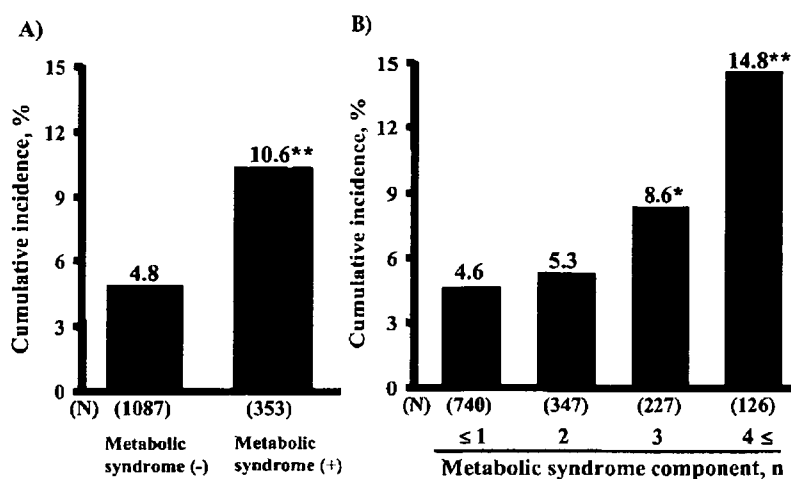 A)
Cumulative incidence, %
15
12
9
6
3
0
4.8
10.6**
(N) (1087) (353)
Metabolic syndrome (-)
Metabolic syndrome (+)
B)
Cumulative incidence, %
15
12
9
6
3
0
4.6
5.3
8.6*
14.8**
(N) (740) (347) (227) (126)
≤ 1 2 3 4 ≤
Metabolic syndrome component, n